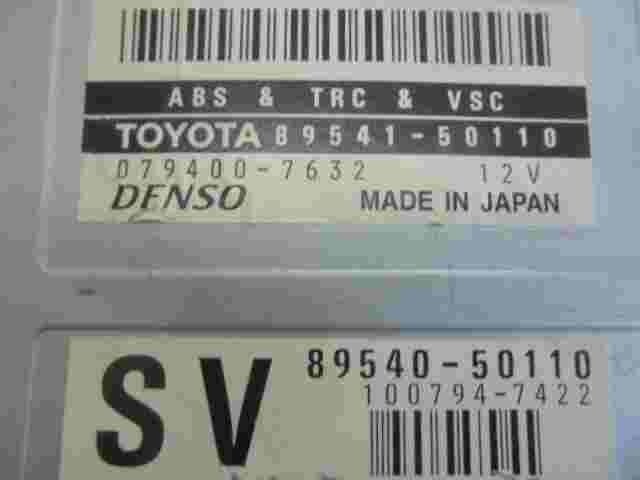 ABS & TRC & VSC
TOYOTA 89541-50110
079400-7632 12V
DENSO MADE IN JAPAN
SV 89540-50110
100794-7422